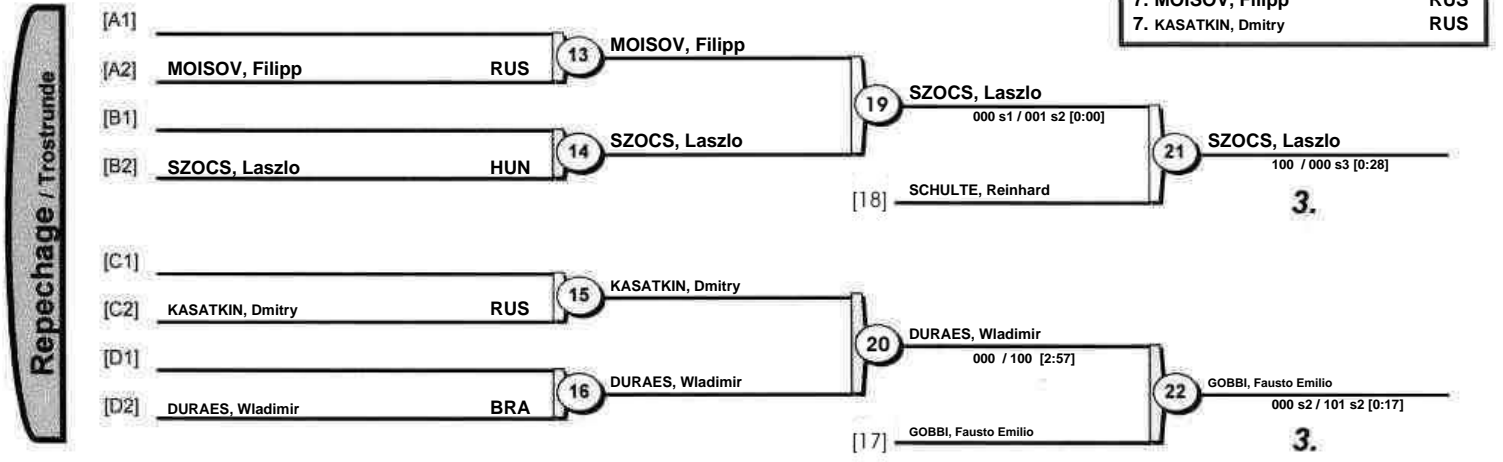 7. MOISOV, Filipp RUS
7. KASATKIN, Dmitry RUS
Repechage / Trostrunde
[A1]
[A2] MOISOV, Filipp RUS
13
MOISOV, Filipp
[B1]
[B2] SZOCS, Laszlo HUN
14
SZOCS, Laszlo
19
SZOCS, Laszlo
000 s1 / 001 s2 [0:00]
[18] SCHULTE, Reinhard
21
SZOCS, Laszlo
100 / 000 s3 [0:28]
3.
[C1]
[C2] KASATKIN, Dmitry RUS
15
KASATKIN, Dmitry
[D1]
[D2] DURAES, Wladimir BRA
16
DURAES, Wladimir
20
DURAES, Wladimir
000 / 100 [2:57]
[17] GOBBI, Fausto Emilio
22
GOBBI, Fausto Emilio
000 s2 / 101 s2 [0:17]
3.